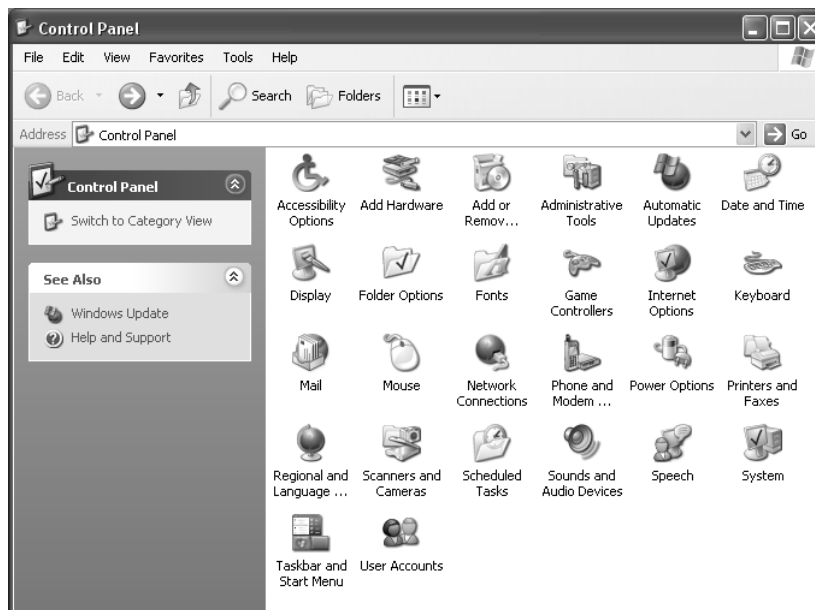 Control Panel
File Edit View Favorites Tools Help
Back Search Folders
Address Control Panel Go
Control Panel
Switch to Category View
See Also
Windows Update
Help and Support
Accessibility Options
Add Hardware
Add or Remov...
Administrative Tools
Automatic Updates
Date and Time
Display
Folder Options
Fonts
Game Controllers
Internet Options
Keyboard
Mail
Mouse
Network Connections
Phone and Modem ...
Power Options
Printers and Faxes
Regional and Language ...
Scanners and Cameras
Scheduled Tasks
Sounds and Audio Devices
Speech
System
Taskbar and Start Menu
User Accounts